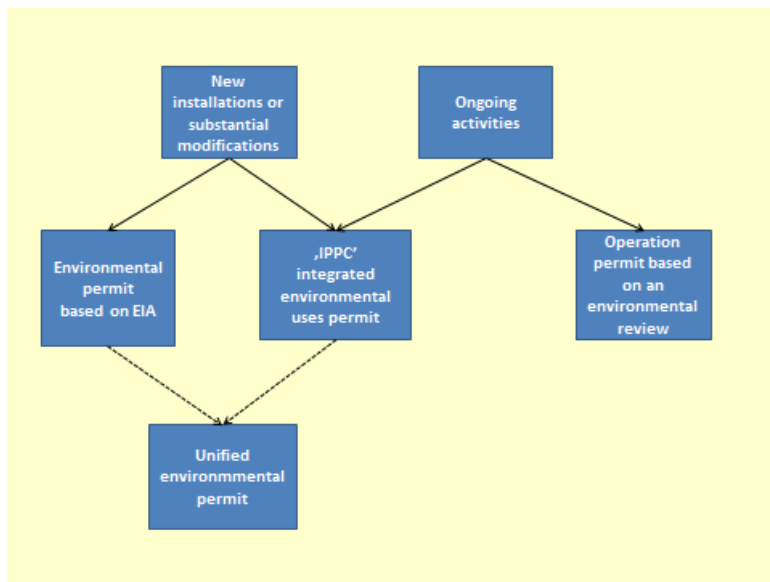 New
installations or
substantial
modifications
Ongoing
activities
Environmental
permit
based on EIA
‚IPPC’
integrated
environmental
uses permit
Operation
permit based
on an
environmental
review
Unified
environmmental
permit